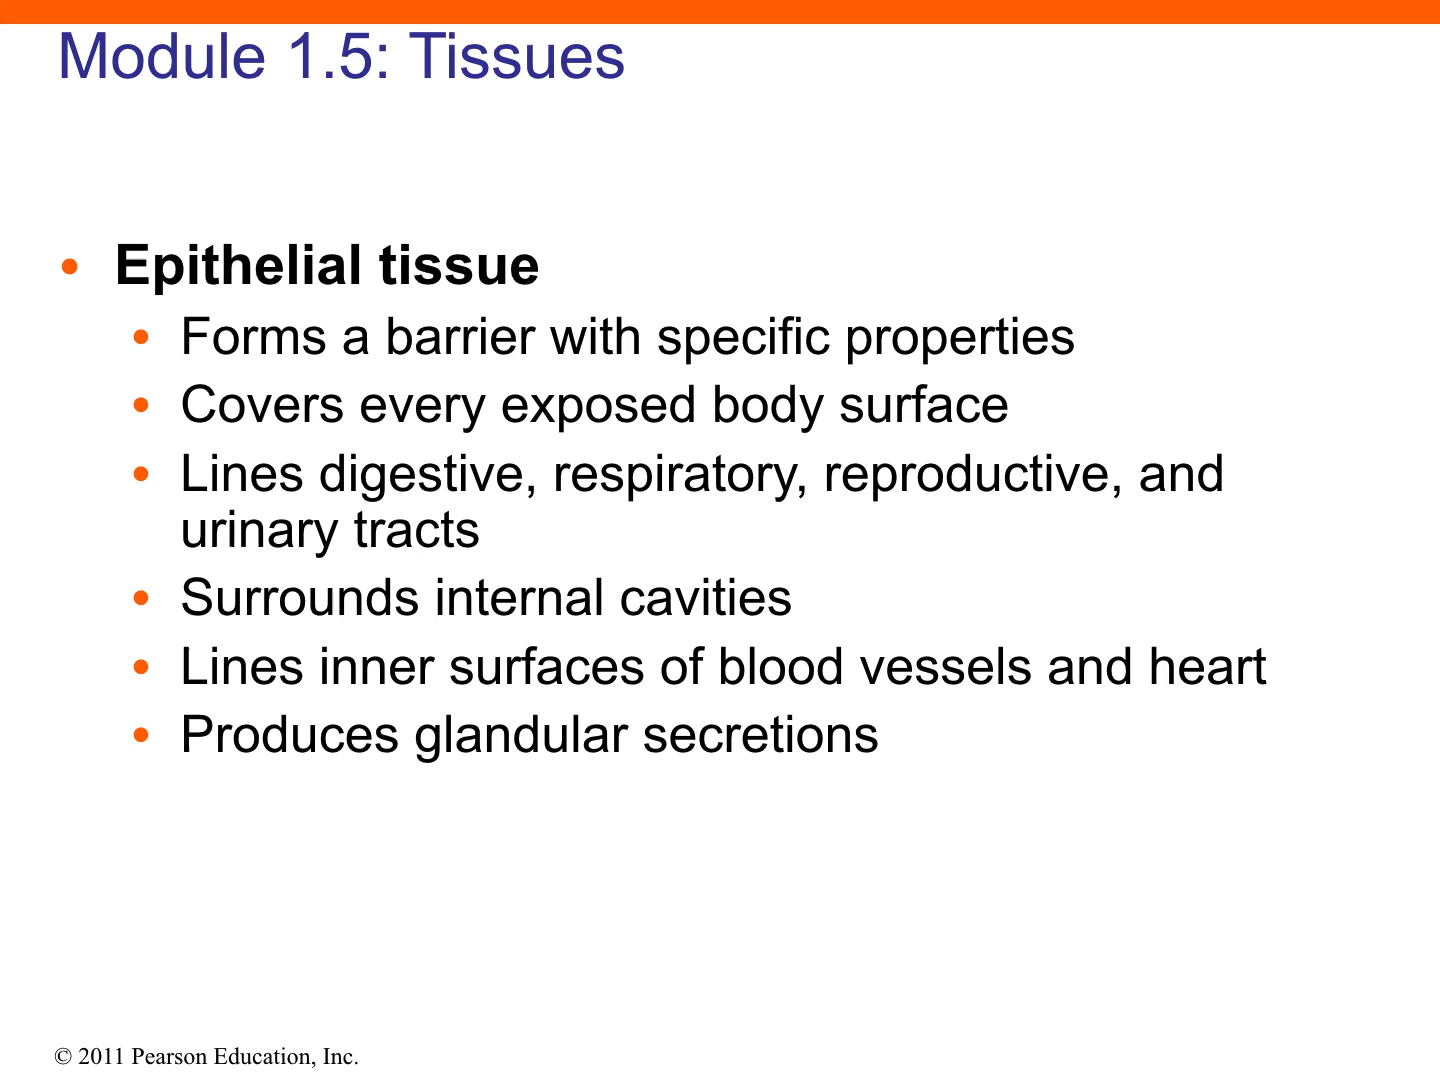 Module 1.5: Tissues
• Epithelial tissue
• Forms a barrier with specific properties
• Covers every exposed body surface
• Lines digestive, respiratory, reproductive, and
urinary tracts
• Surrounds internal cavities
• Lines inner surfaces of blood vessels and heart
• Produces glandular secretions
© 2011 Pearson Education, Inc.